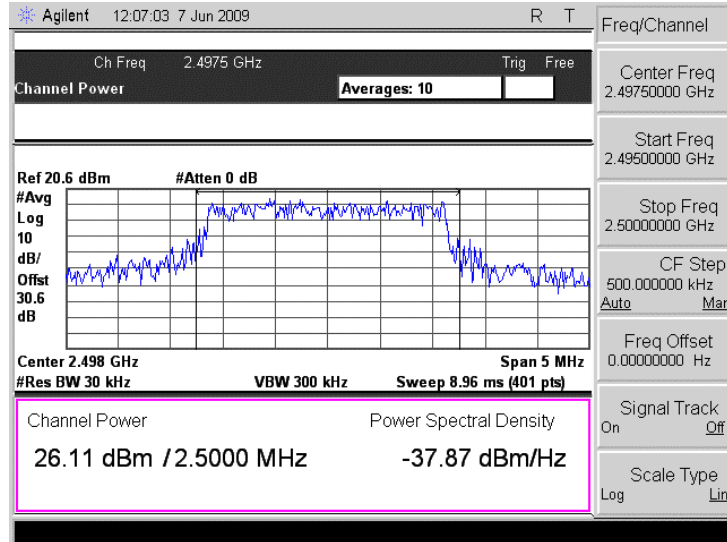 Agilent 12:07:03 7 Jun 2009 R T
Ch Freq 2.4975 GHz Trig Free
Channel Power Averages: 10
Ref 20.6 dBm #Atten 0 dB
#Avg
Log
10
dB/
Offst
30.6
dB
Center 2.498 GHz Span 5 MHz
#Res BW 30 kHz VBW 300 kHz Sweep 8.96 ms (401 pts)
Channel Power Power Spectral Density
26.11 dBm / 2.5000 MHz -37.87 dBm/Hz
Freq/Channel
Center Freq
2.49750000 GHz
Start Freq
2.49500000 GHz
Stop Freq
2.50000000 GHz
CF Step
500.000000 kHz
Auto Man
Freq Offset
0.00000000 Hz
Signal Track
On Off
Scale Type
Log Lin